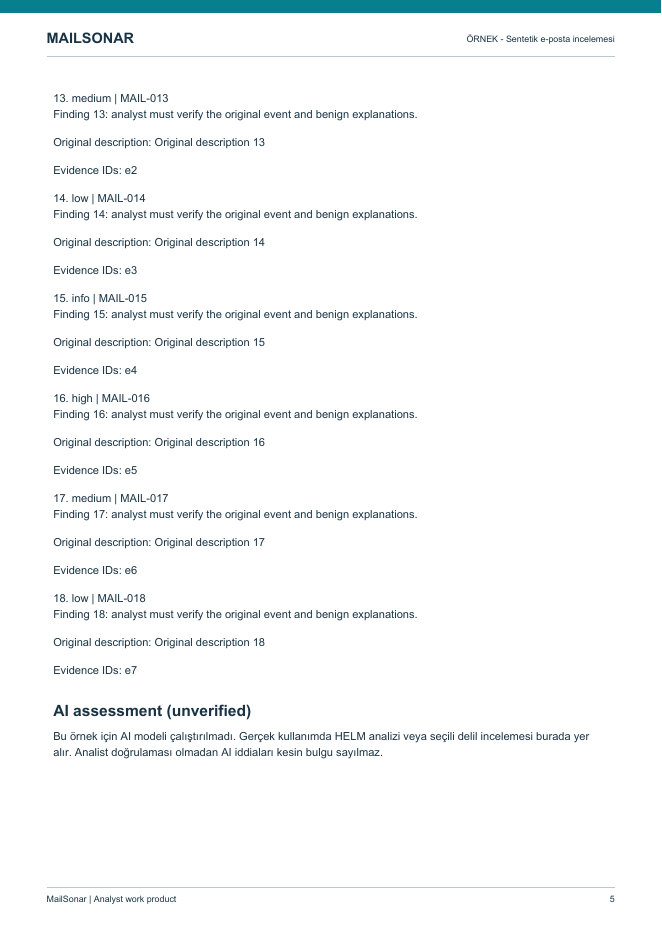 MAILSONAR
ÖRNEK - Sentetik e-posta incelemesi
13. medium | MAIL-013
Finding 13: analyst must verify the original event and benign explanations.
Original description: Original description 13
Evidence IDs: e2
14. low | MAIL-014
Finding 14: analyst must verify the original event and benign explanations.
Original description: Original description 14
Evidence IDs: e3
15. info | MAIL-015
Finding 15: analyst must verify the original event and benign explanations.
Original description: Original description 15
Evidence IDs: e4
16. high | MAIL-016
Finding 16: analyst must verify the original event and benign explanations.
Original description: Original description 16
Evidence IDs: e5
17. medium | MAIL-017
Finding 17: analyst must verify the original event and benign explanations.
Original description: Original description 17
Evidence IDs: e6
18. low | MAIL-018
Finding 18: analyst must verify the original event and benign explanations.
Original description: Original description 18
Evidence IDs: e7
AI assessment (unverified)
Bu örnek için AI modeli çalıştırılmadı. Gerçek kullanımda HELM analizi veya seçili delil incelemesi burada yer
alır. Analist doğrulaması olmadan AI iddiaları kesin bulgu sayılmaz.
MailSonar | Analyst work product
5